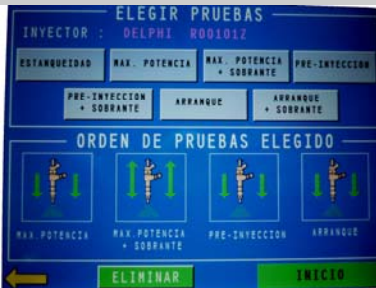 ELEGIR PRUEBAS
INYECTOR : DELPHI R00101Z
ESTANQUEIDAD
MAX. POTENCIA
MAX. POTENCIA
+ SOBRANTE
PRE-INYECCION
PRE-INYECCION
+ SOBRANTE
ARRANQUE
ARRANQUE
+ SOBRANTE
ORDEN DE PRUEBAS ELEGIDO
MAX.POTENCIA
MAX.POTENCIA
+ SOBRANTE
PRE-INYECCION
ARRANQUE
ELIMINAR
INICIO